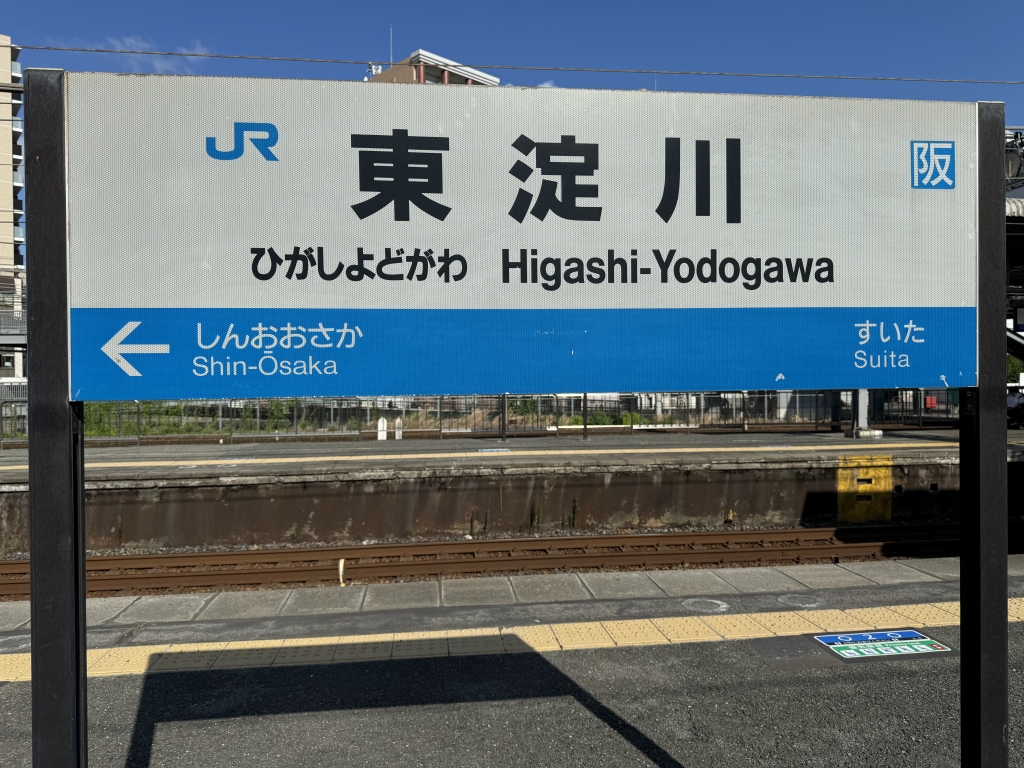 JR
東淀川
阪
ひがしよどがわ Higashi-Yodogawa
← しんおおさか
Shin-Ōsaka
すいた
Suita